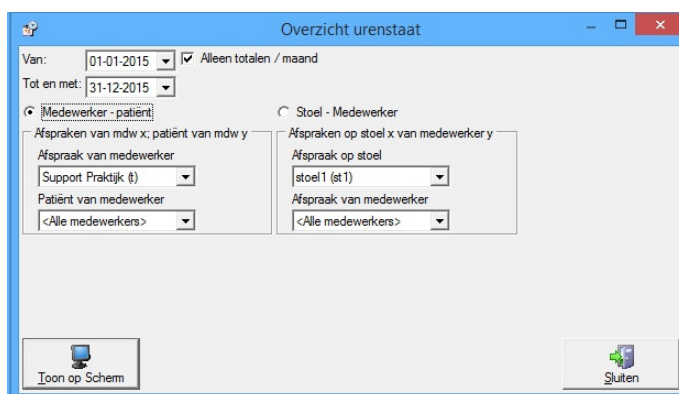 Overzicht urenstaat
Van: 01-01-2015 Alleen totalen / maand
Tot en met: 31-12-2015
Medewerker - patiënt Stoel - Medewerker
Afspraken van mdw x; patiënt van mdw y Afspraken op stoel x van medewerker y
Afspraak van medewerker Afspraak op stoel
Support Praktijk (t) stoel1 (st1)
Patiënt van medewerker Afspraak van medewerker
<Alle medewerkers> <Alle medewerkers>
Toon op Scherm Sluiten